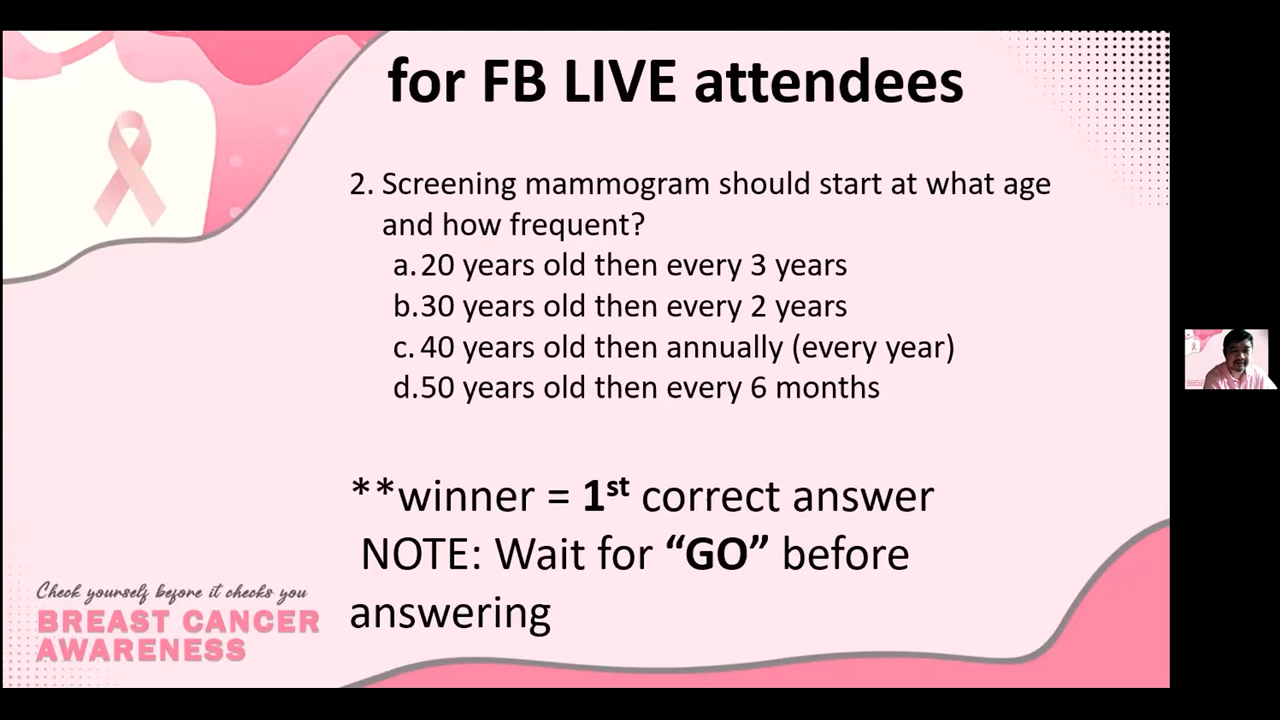 for FB LIVE attendees
2. Screening mammogram should start at what age
and how frequent?
a. 20 years old then every 3 years
b. 30 years old then every 2 years
c. 40 years old then annually (every year)
d. 50 years old then every 6 months
**winner = 1st correct answer
NOTE: Wait for “GO” before
answering
Check yourself before it checks you
BREAST CANCER
AWARENESS